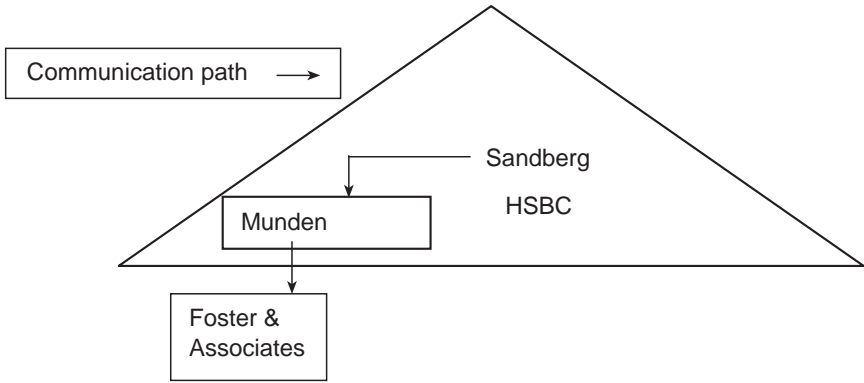 Communication path
Sandberg
HSBC
Munden
Foster &
Associates